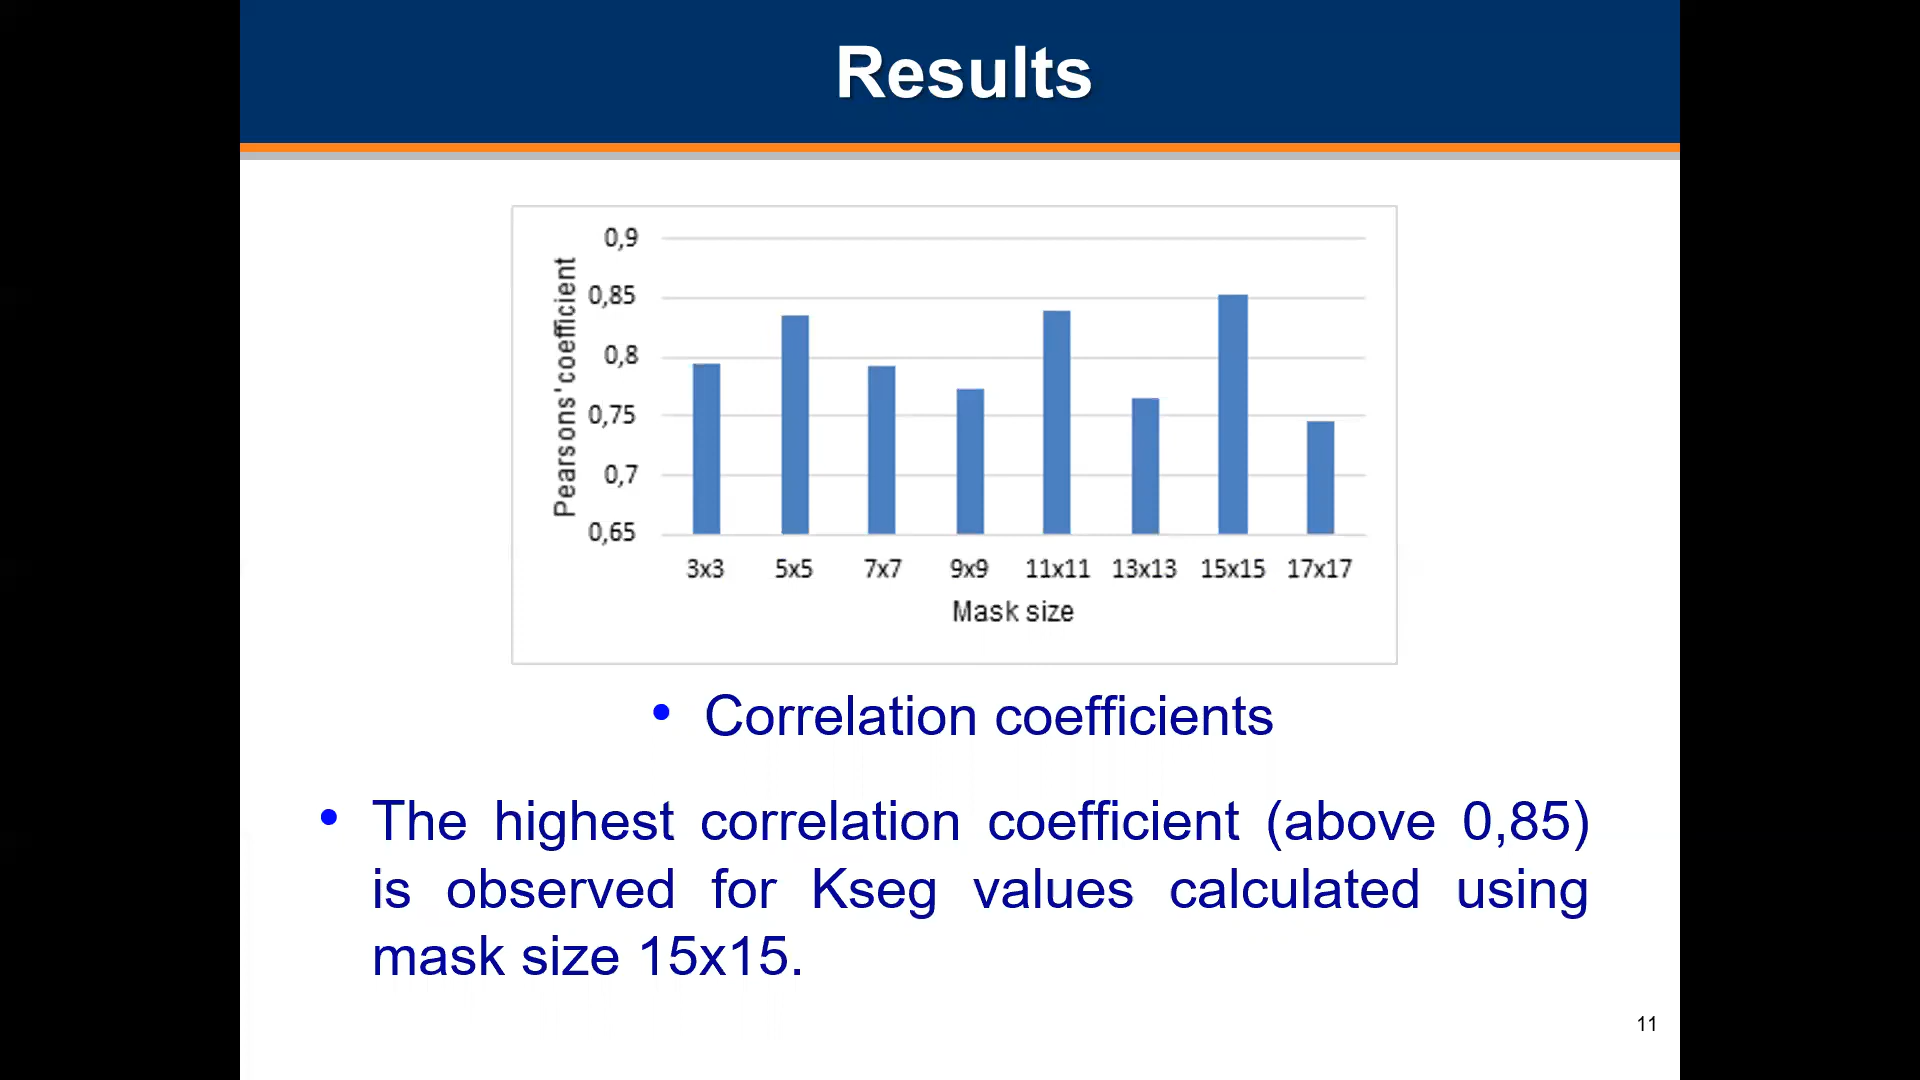 Results
Pearsons' coefficient
0,9
0,85
0,8
0,75
0,7
0,65
3x3 5x5 7x7 9x9 11x11 13x13 15x15 17x17
Mask size
• Correlation coefficients
• The highest correlation coefficient (above 0,85)
is observed for Kseg values calculated using
mask size 15x15.
11